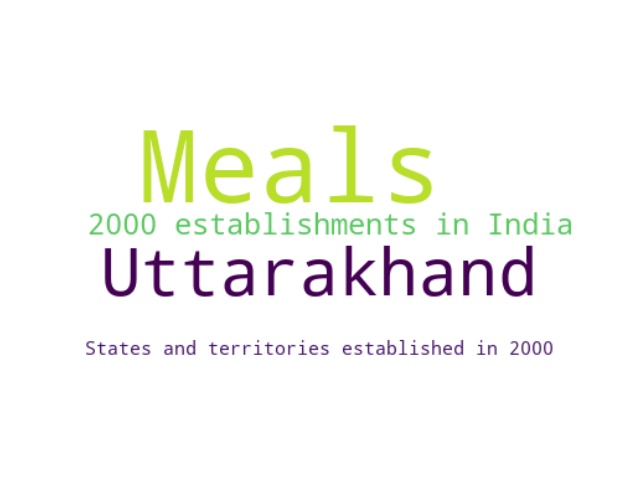 Meals
2000 establishments in India
Uttarakhand
States and territories established in 2000